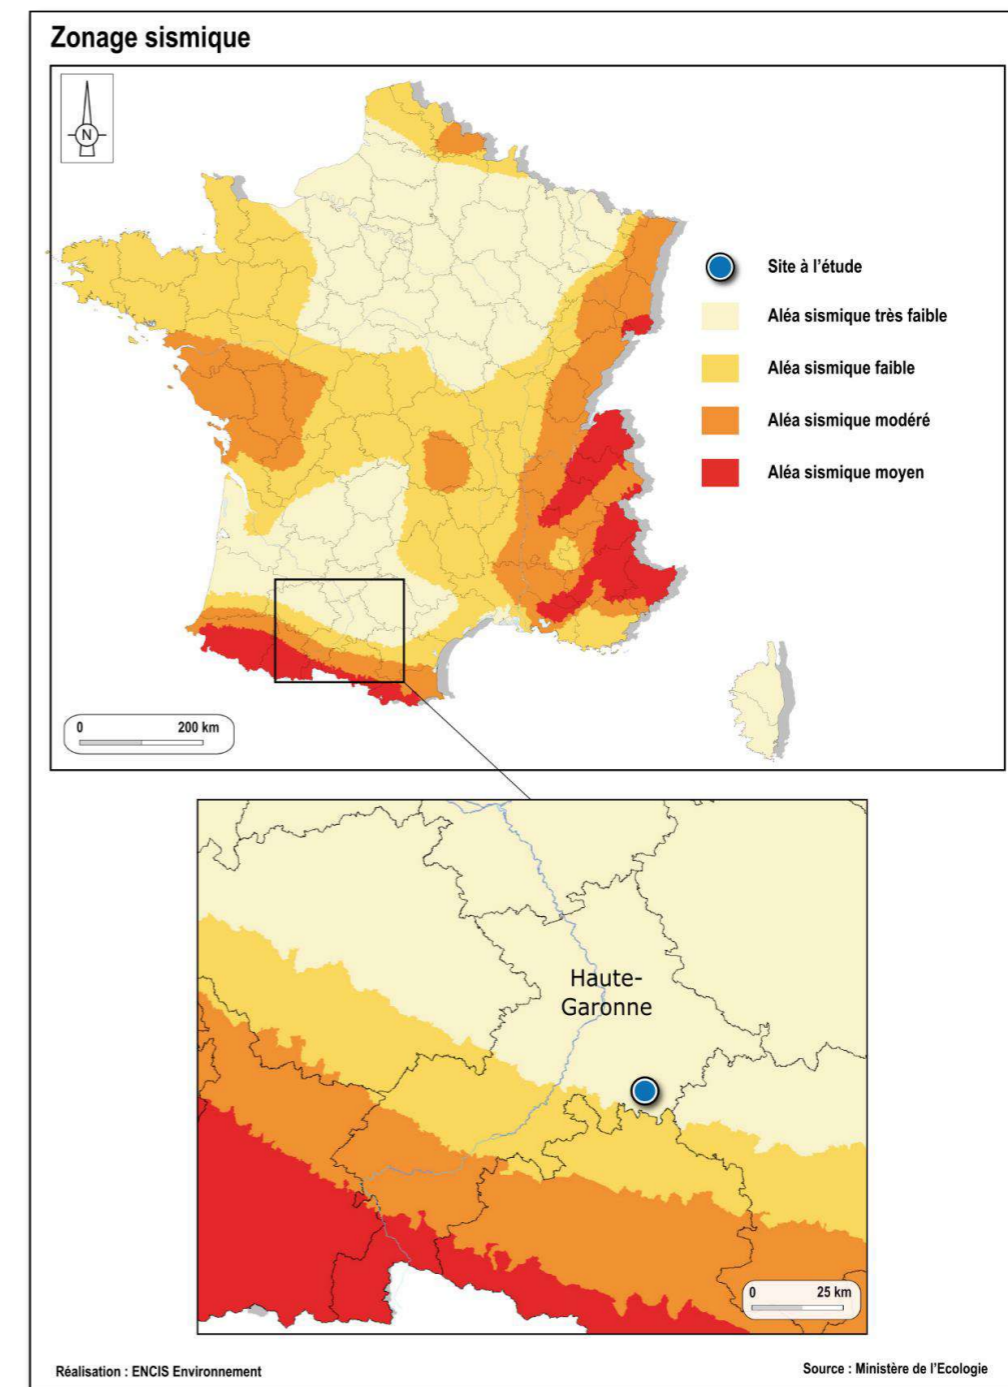 Zonage sismique
N
Site à l'étude
Aléa sismique très faible
Aléa sismique faible
Aléa sismique modéré
Aléa sismique moyen
0 200 km
Haute-
Garonne
0 25 km
Réalisation : ENCIS Environnement
Source : Ministère de l'Ecologie